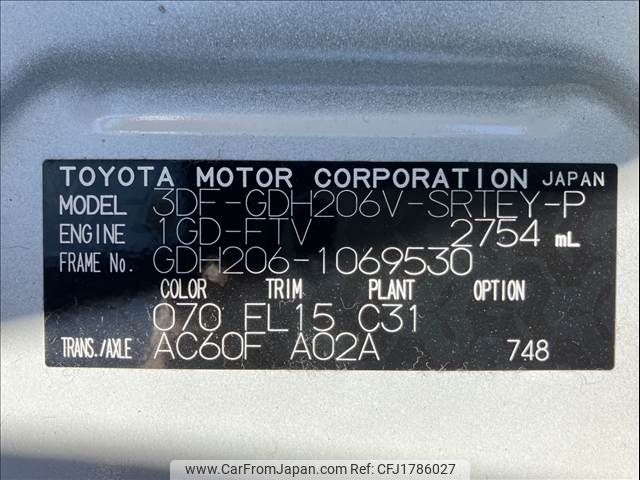 TOYOTA MOTOR CORPORATION JAPAN
MODEL 3DF-GDH206V-SRTEY-P
ENGINE 1GD-FTV 2754 mL
FRAME No. GDH206-1069530
COLOR TRIM PLANT OPTION
070 FL15 C31
TRANS./AXLE AC60F A02A 748
www.CarFromJapan.com | Ref:CFJ1786027